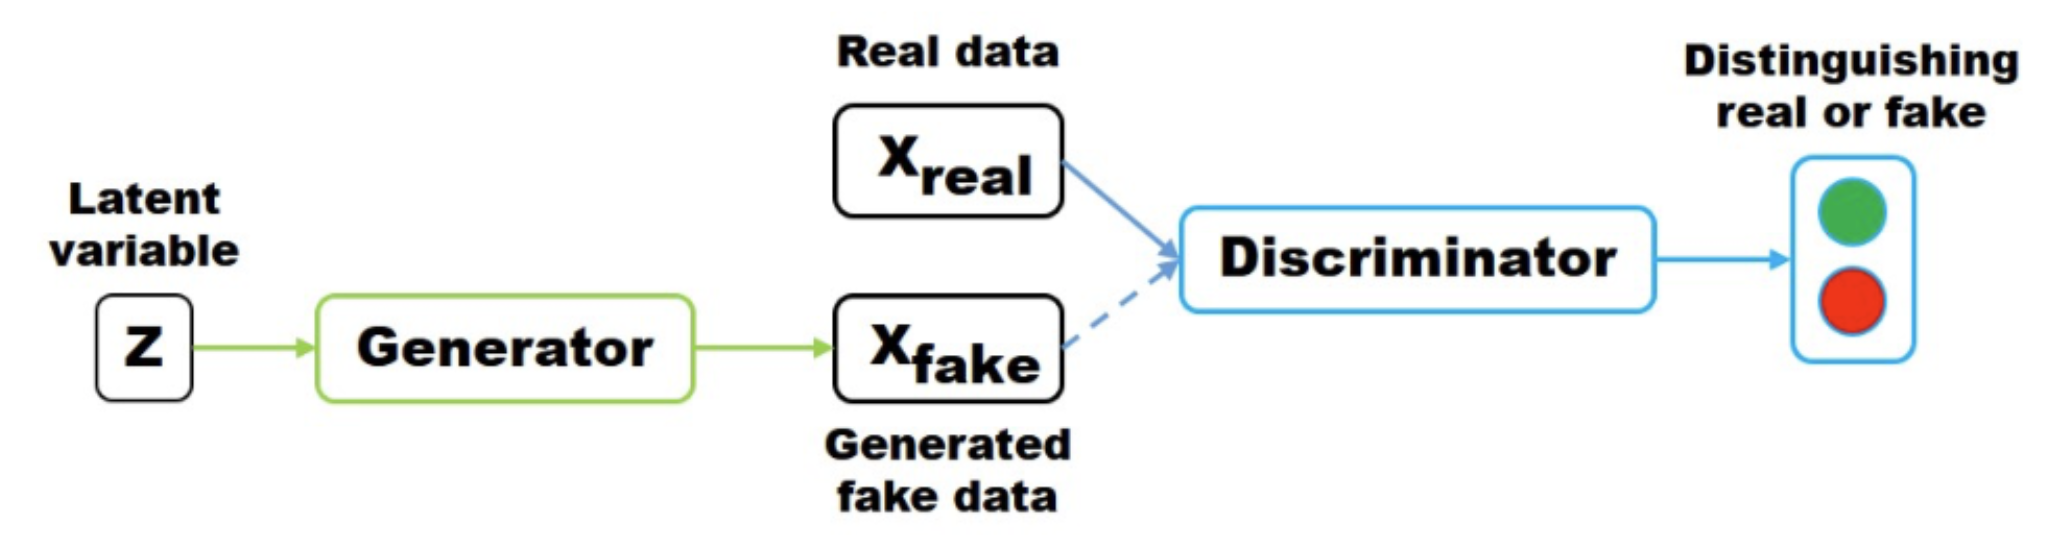 Latent
variable
Z
Generator
Real data
Xreal
Xfake
Generated
fake data
Discriminator
Distinguishing
real or fake